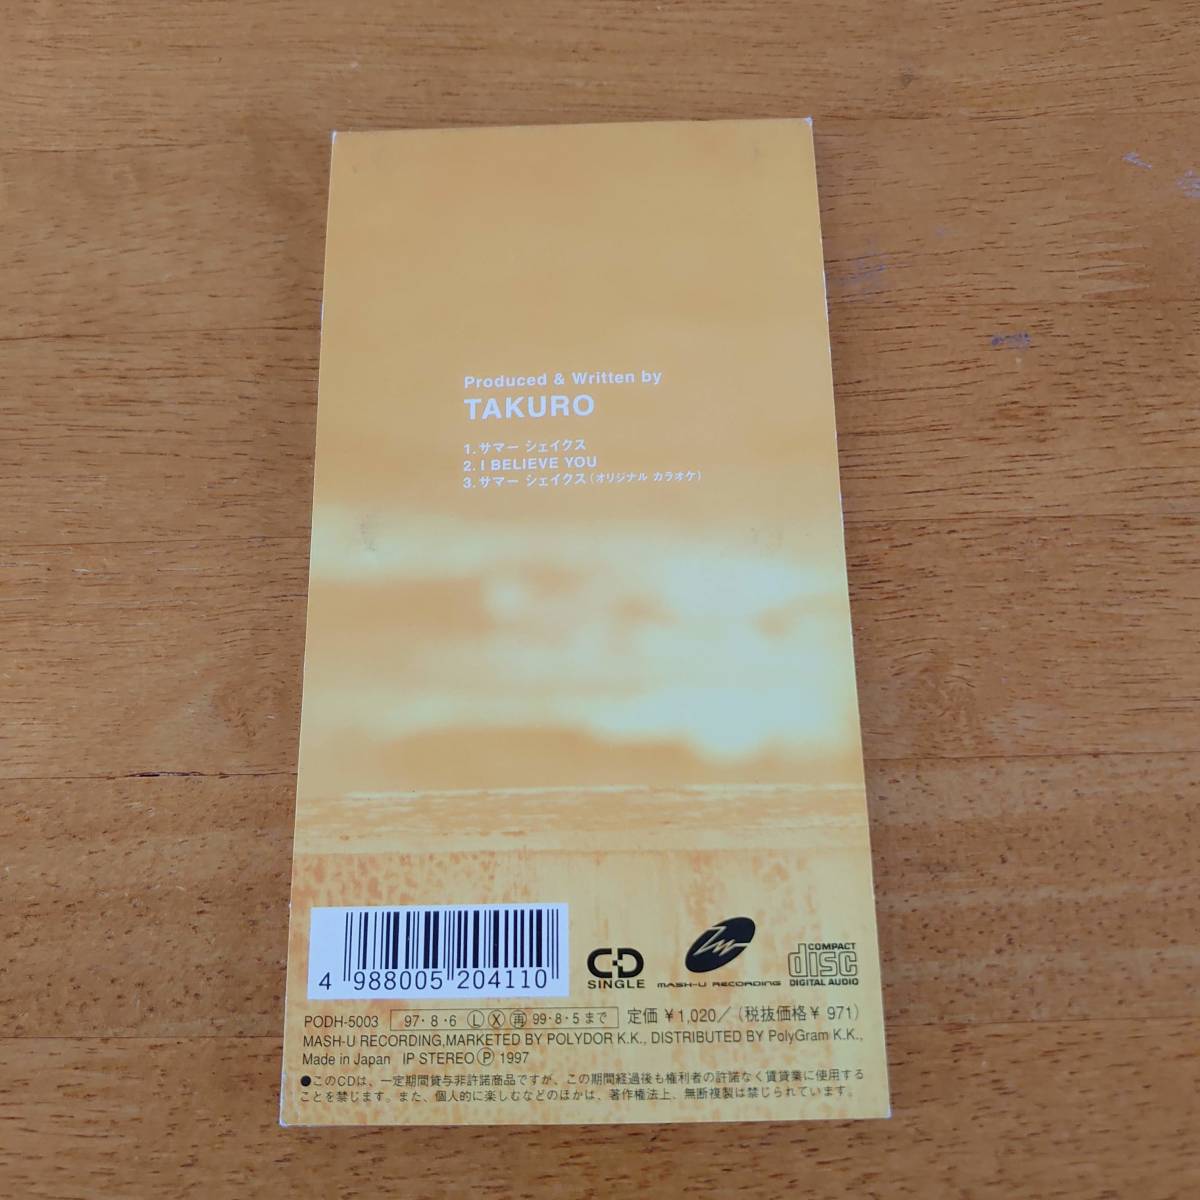 Produced & Written by
TAKURO
1. サマー シェイクス
2. I BELIEVE YOU
3. サマー シェイクス (オリジナル カラオケ)
4 988005 204110
CD
SINGLE
MASH-U RECORDING
COMPACT
disc
DIGITAL AUDIO
PODH-5003 97・8・6 Ⓛ Ⓧ ㊢ 99・8・5まで 定価 ￥1,020／(税抜価格￥ 971)
MASH-U RECORDING,MARKETED BY POLYDOR K.K., DISTRIBUTED BY PolyGram K.K.,
Made in Japan IP STEREO Ⓟ 1997
●このCDは、一定期間貸与非許諾商品ですが、この期間経過後も権利者の許諾なく賃貸業に使用する
ことを禁じます。また、個人的に楽しむなどのほかは、著作権法上、無断複製は禁じられています。